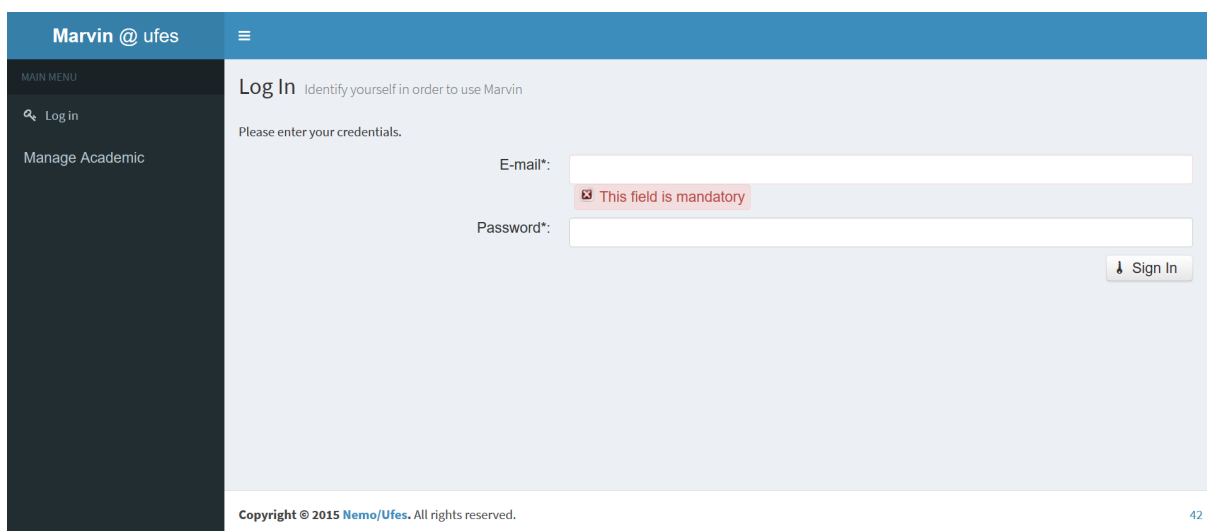 Marvin @ ufes
MAIN MENU
Log in
Manage Academic
Log In Identify yourself in order to use Marvin
Please enter your credentials.
E-mail*:
This field is mandatory
Password*:
Sign In
Copyright © 2015 Nemo/Ufes. All rights reserved.
42